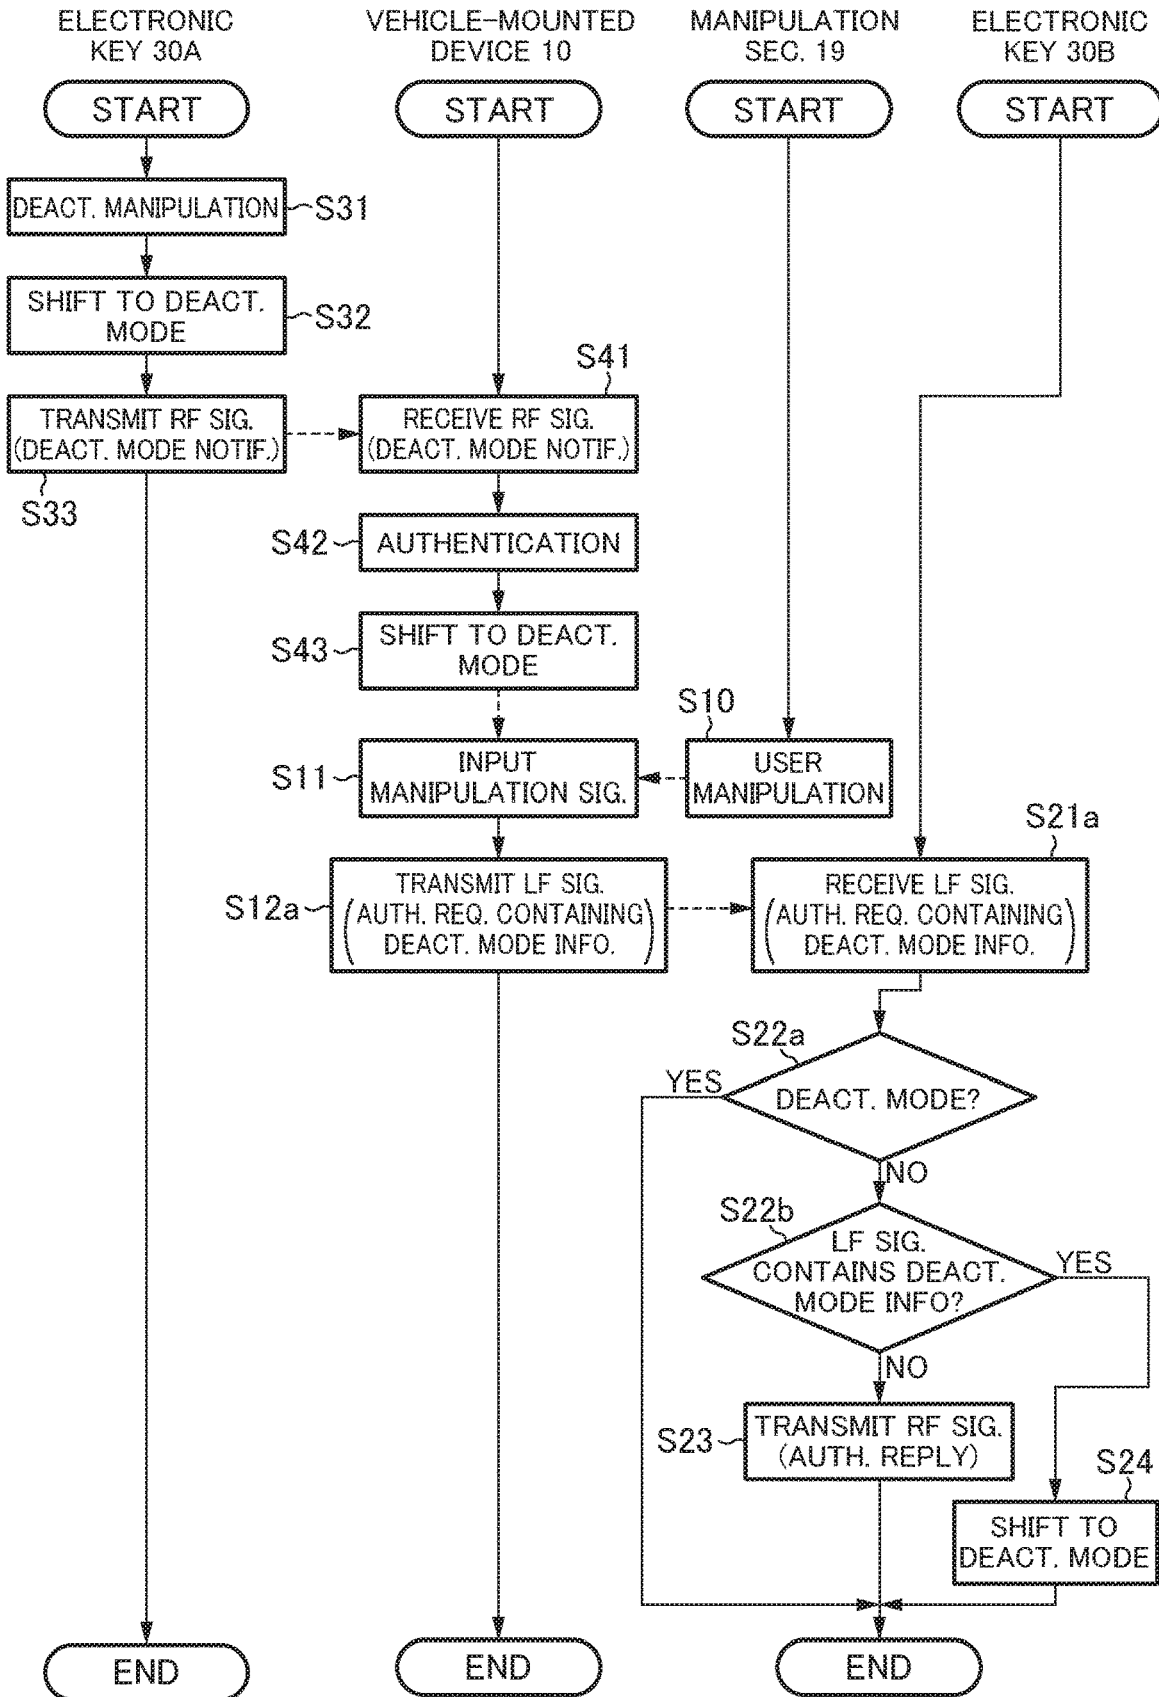 ELECTRONIC
KEY 30A
VEHICLE-MOUNTED
DEVICE 10
MANIPULATION
SEC. 19
ELECTRONIC
KEY 30B
START
START
START
START
DEACT. MANIPULATION
S31
SHIFT TO DEACT.
MODE
S32
TRANSMIT RF SIG.
(DEACT. MODE NOTIF.)
S33
S41
RECEIVE RF SIG.
(DEACT. MODE NOTIF.)
S42
AUTHENTICATION
S43
SHIFT TO DEACT.
MODE
S11
INPUT
MANIPULATION SIG.
S10
USER
MANIPULATION
S12a
TRANSMIT LF SIG.
(AUTH. REQ. CONTAINING
DEACT. MODE INFO.)
S21a
RECEIVE LF SIG.
(AUTH. REQ. CONTAINING
DEACT. MODE INFO.)
S22a
YES
DEACT. MODE?
NO
S22b
LF SIG.
CONTAINS DEACT.
MODE INFO?
YES
NO
S23
TRANSMIT RF SIG.
(AUTH. REPLY)
S24
SHIFT TO
DEACT. MODE
END
END
END